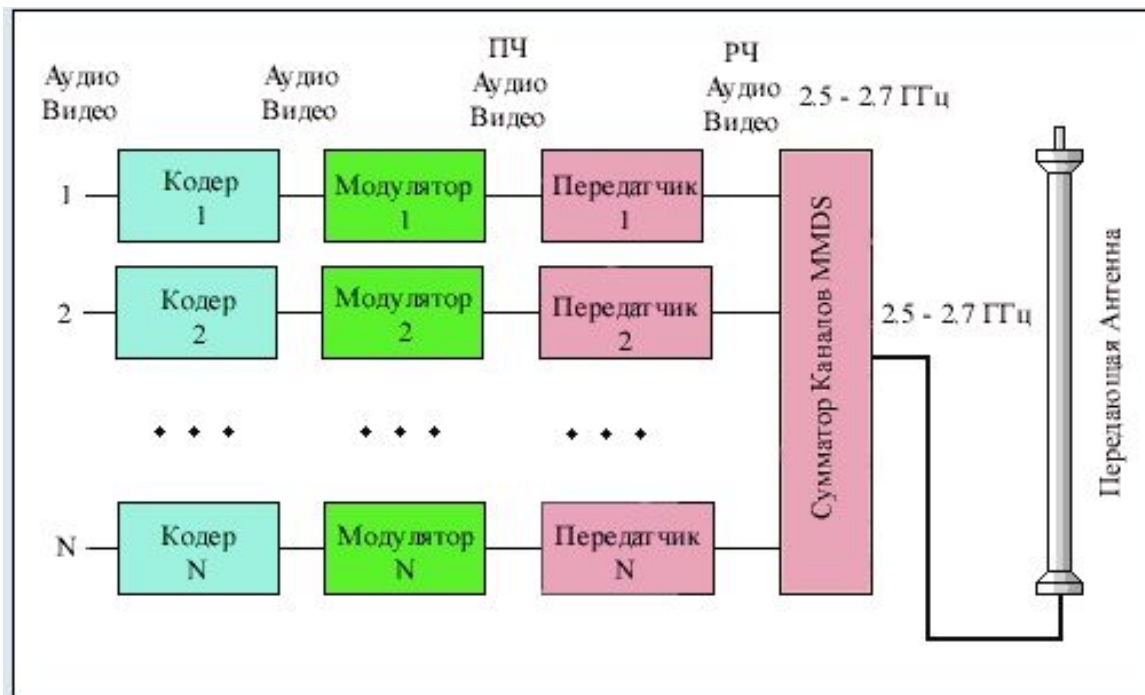 ПЧ
РЧ
Аудио
Аудио
Аудио
Аудио
2.5 - 2.7 ГГц
Видео
Видео
Видео
Видео
1
Кодер
1
Модулятор
1
Передатчик
1
2
Кодер
2
Модулятор
2
Передатчик
2
N
Кодер
N
Модулятор
N
Передатчик
N
Сумматор Каналов MMDS
2.5 - 2.7 ГГц
Передающая Антенна